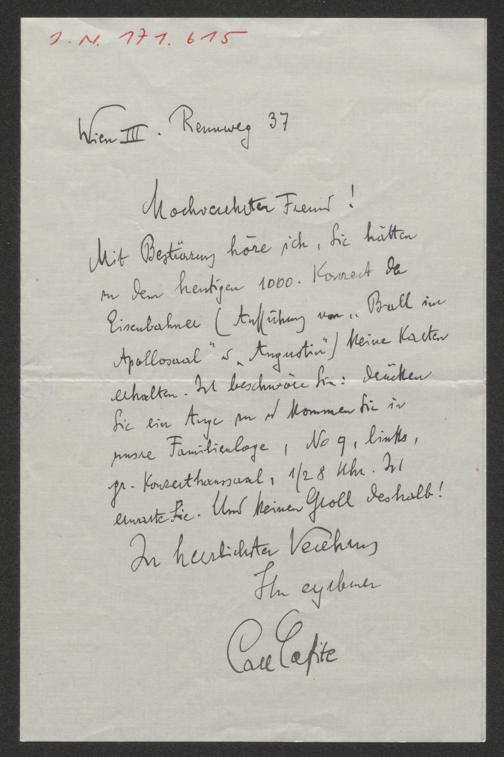 J.N. 171.615
Wien III. Rennweg 37
Hochverehrter Freund!
Mit Bestürzung höre ich, Sie hätten
zu dem heutigen 1000. Konzert der
Eisenbahner (Aufführung von "Ball im
Apollosaal" u "Augustin") keine Karten
erhalten. Ich beschwöre Sie: drücken
Sie ein Auge zu u kommen Sie in
unsre Familienloge, No 9, links,
gr. Konzerthaussaal, 1/2 8 Uhr. Ich
erwarte Sie. Und keinen Groll deshalb!
In herzlichster Verehrung
Ihr ergebener
Carl Lafite